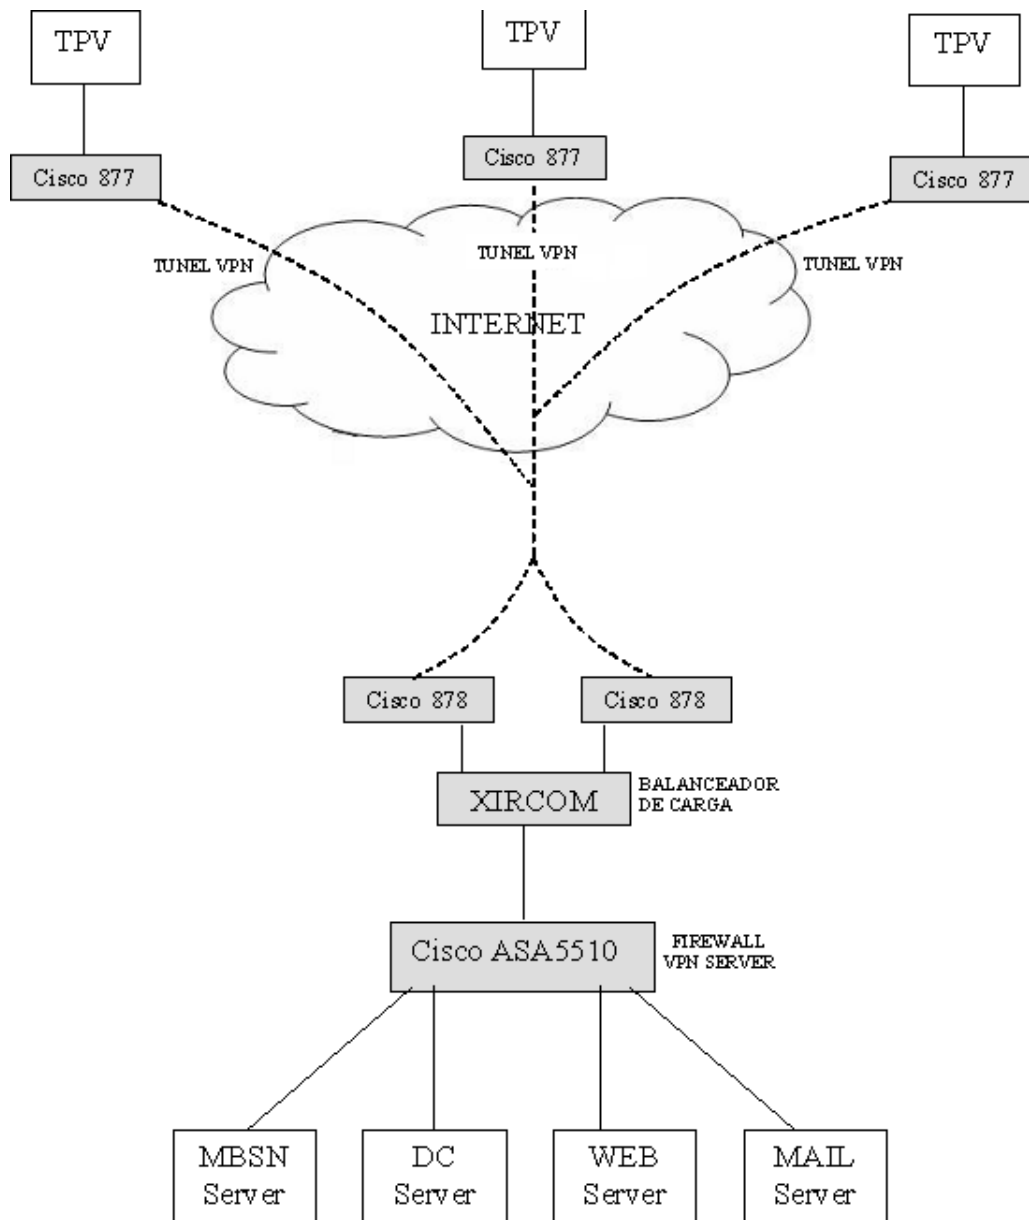 TPV
TPV
TPV
Cisco 877
Cisco 877
Cisco 877
TUNEL VPN
TUNEL VPN
TUNEL VPN
INTERNET
Cisco 878
Cisco 878
XIRCOM
BALANCEADOR
DE CARGA
Cisco ASA5510
FIREWALL
VPN SERVER
MBSN
Server
DC
Server
WEB
Server
MAIL
Server